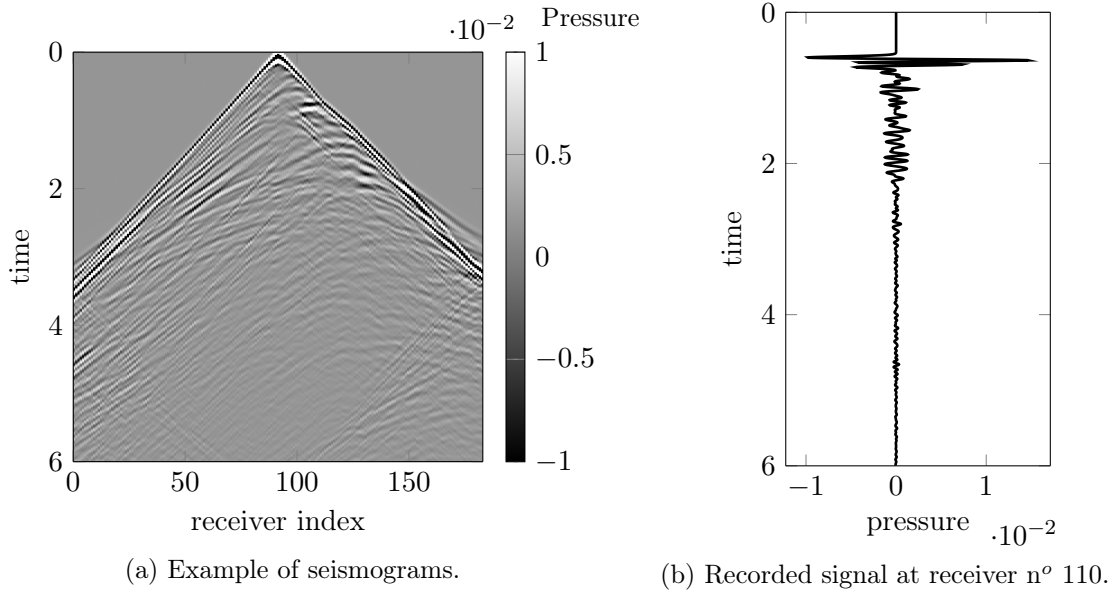 ·10⁻² Pressure
0
2
4
6
time
0 50 100 150
receiver index
1
0.5
0
−0.5
−1
(a) Example of seismograms.
0
2
4
6
time
−1 0 1
pressure ·10⁻²
(b) Recorded signal at receiver nº 110.